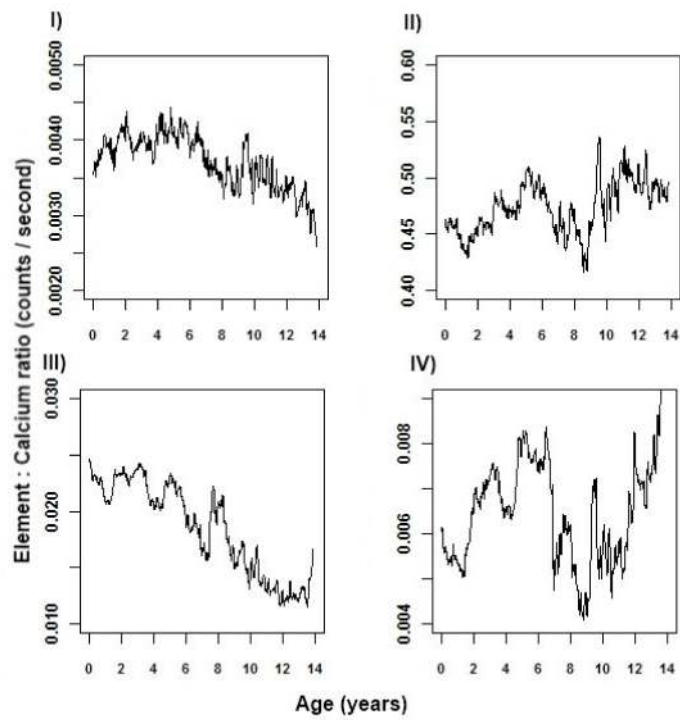 I)
0.0050
0.0040
0.0030
0.0020
0 2 4 6 8 10 12 14
II)
0.60
0.55
0.50
0.45
0.40
0 2 4 6 8 10 12 14
III)
0.030
0.020
0.010
0 2 4 6 8 10 12 14
IV)
0.008
0.006
0.004
0 2 4 6 8 10 12 14
Element : Calcium ratio (counts / second)
Age (years)